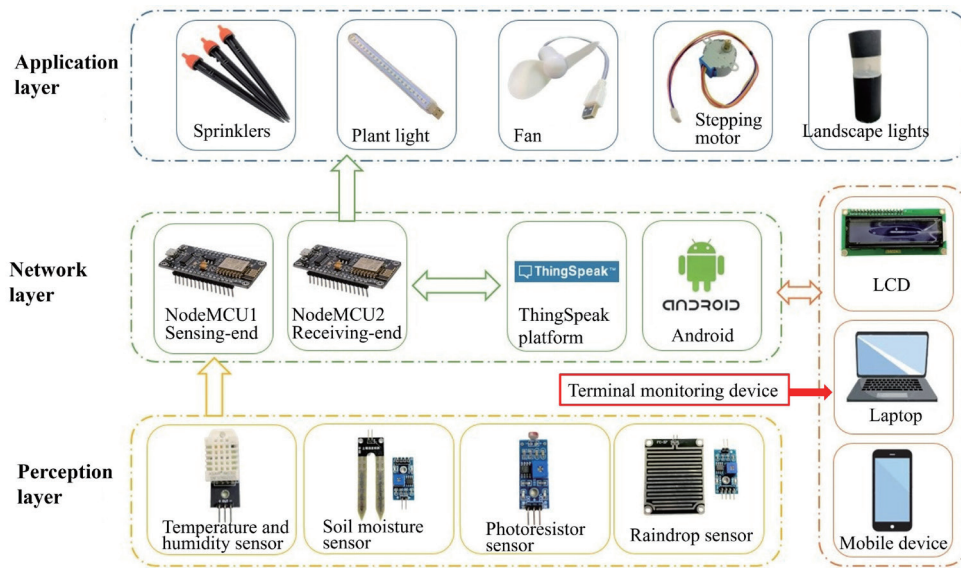 Application
layer
Sprinklers
Plant light
Fan
Stepping
motor
Landscape lights
Network
layer
NodeMCU1
Sensing-end
NodeMCU2
Receiving-end
ThingSpeak™
ThingSpeak
platform
ANDROID
Android
LCD
Terminal monitoring device
Laptop
Perception
layer
Temperature and
humidity sensor
Soil moisture
sensor
Photoresistor
sensor
Raindrop sensor
Mobile device